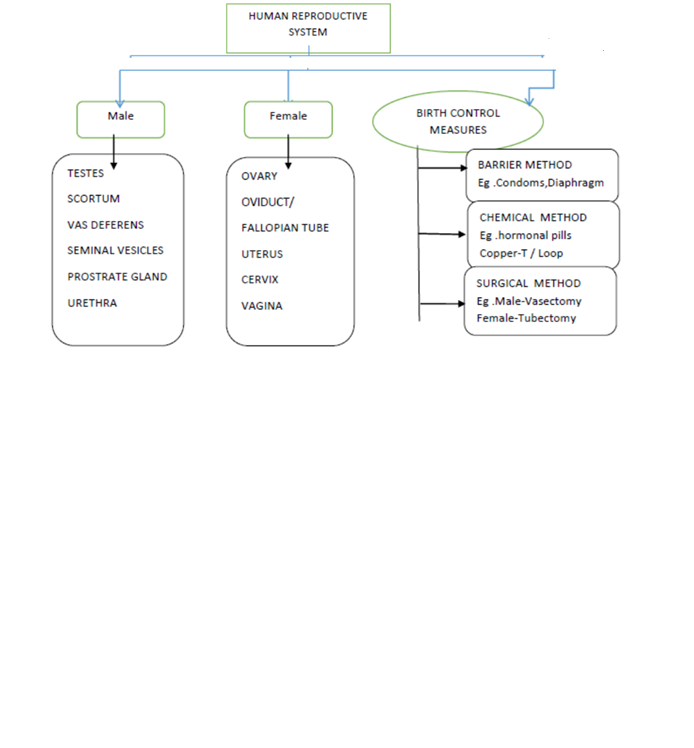 HUMAN REPRODUCTIVE
SYSTEM
Male
TESTES
SCORTUM
VAS DEFERENS
SEMINAL VESICLES
PROSTRATE GLAND
URETHRA
Female
OVARY
OVIDUCT/
FALLOPIAN TUBE
UTERUS
CERVIX
VAGINA
BIRTH CONTROL
MEASURES
BARRIER METHOD
Eg .Condoms,Diaphragm
CHEMICAL METHOD
Eg .hormonal pills
Copper-T / Loop
SURGICAL METHOD
Eg .Male-Vasectomy
Female-Tubectomy